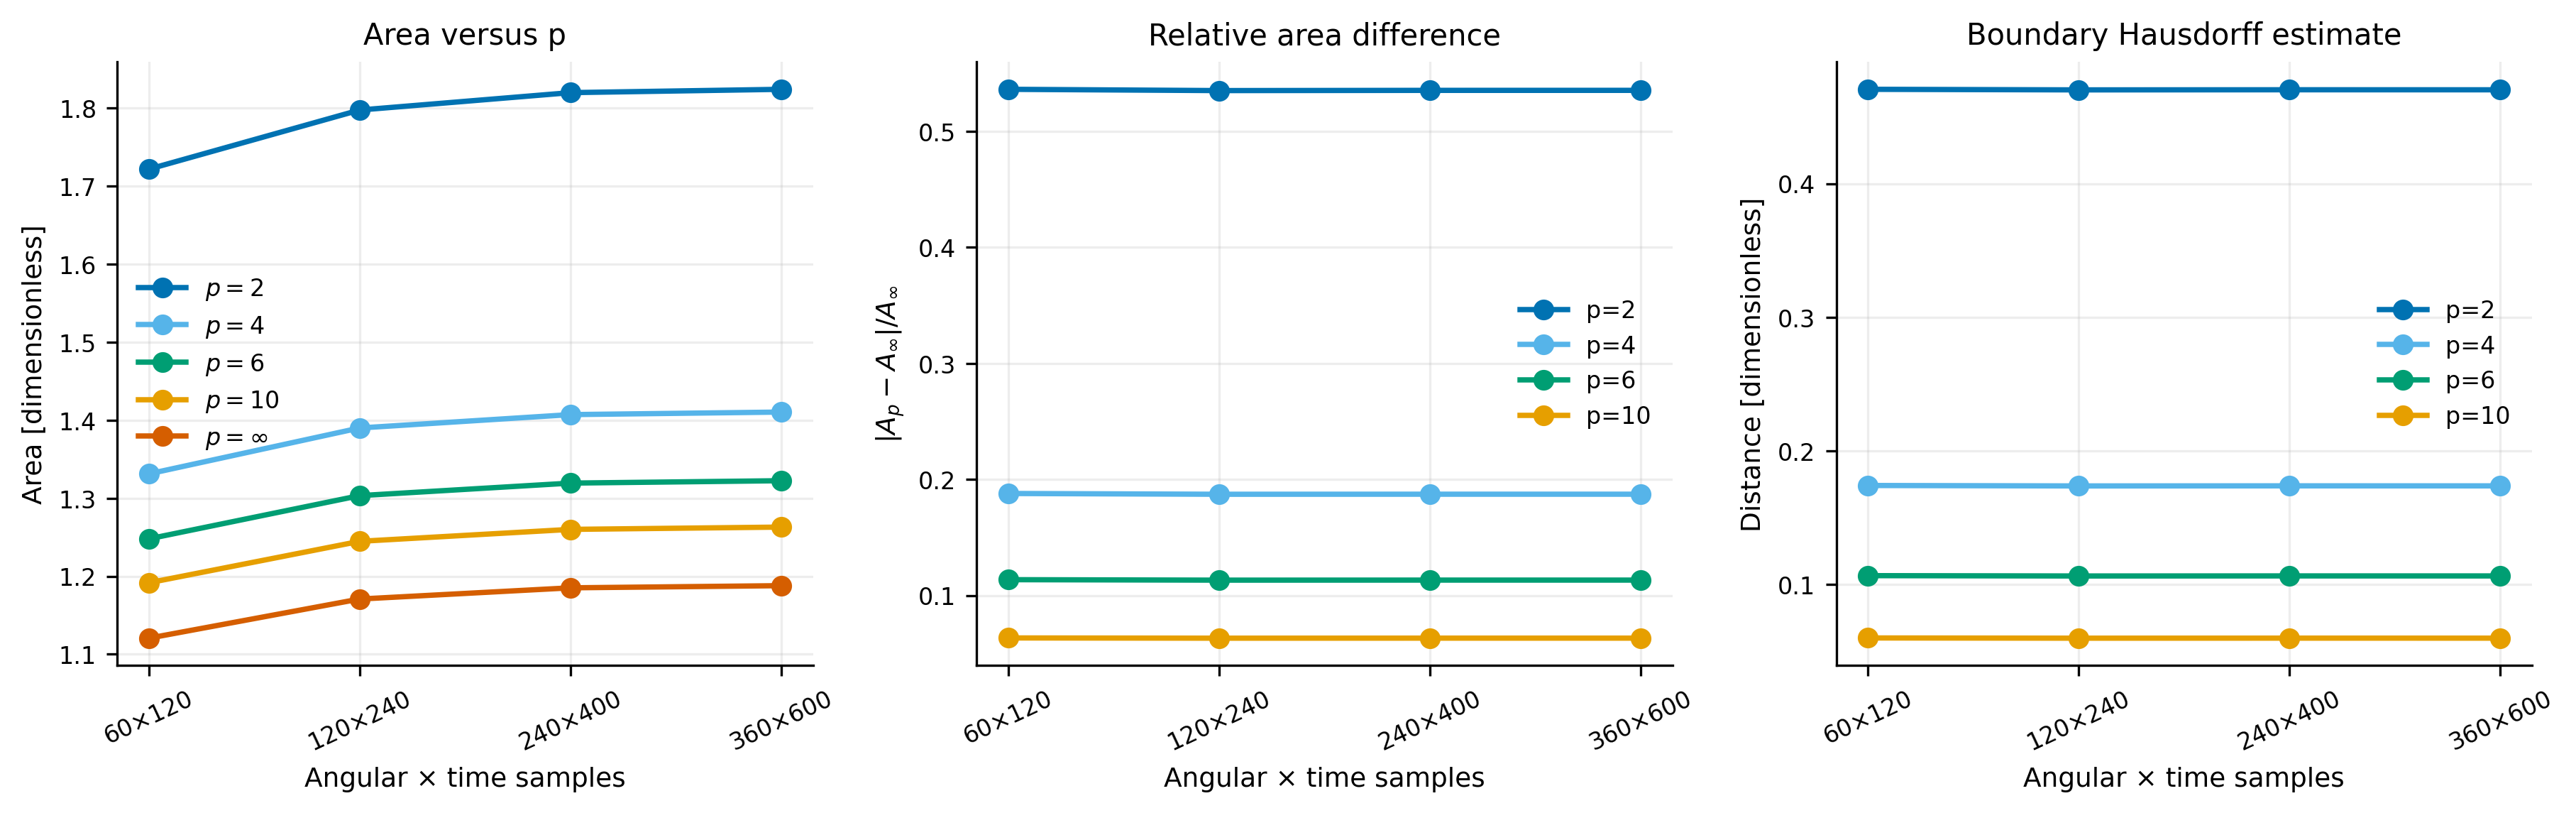 Area versus p
Area [dimensionless]
1.8
1.7
1.6
1.5
1.4
1.3
1.2
1.1
p = 2
p = 4
p = 6
p = 10
p = ∞
60×120
120×240
240×400
360×600
Angular × time samples
Relative area difference
|A_p − A_∞|/A_∞
0.5
0.4
0.3
0.2
0.1
p=2
p=4
p=6
p=10
60×120
120×240
240×400
360×600
Angular × time samples
Boundary Hausdorff estimate
Distance [dimensionless]
0.4
0.3
0.2
0.1
p=2
p=4
p=6
p=10
60×120
120×240
240×400
360×600
Angular × time samples